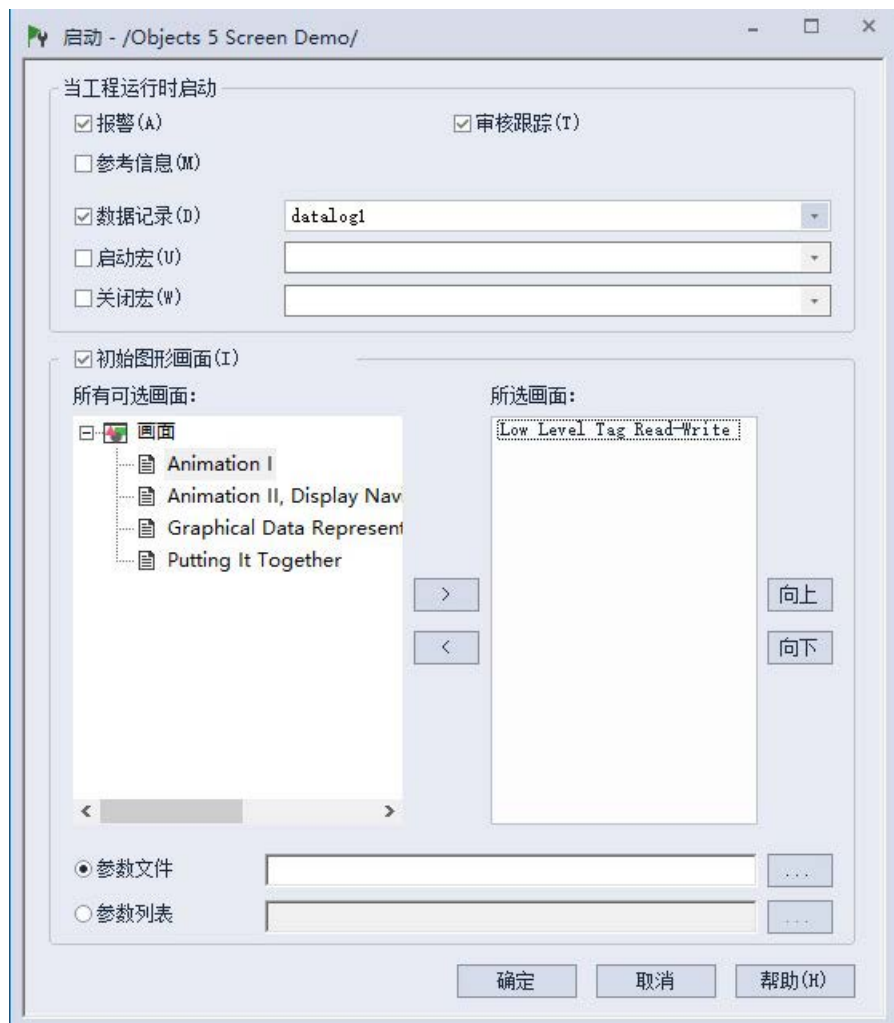 启动 - /Objects 5 Screen Demo/
当工程运行时启动
报警(A) 审核跟踪(T)
参考信息(M)
数据记录(D) datalog1
启动宏(U)
关闭宏(W)
初始图形画面(I)
所有可选画面: 所选画面:
画面 Low Level Tag Read-Write
Animation I
Animation II, Display Navi
Graphical Data Represent
Putting It Together
> 向上
< 向下
参数文件 ...
参数列表 ...
确定 取消 帮助(H)